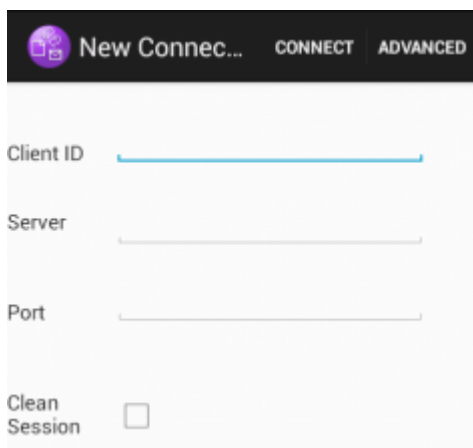 New Connec... CONNECT ADVANCED
Client ID
Server
Port
Clean
Session